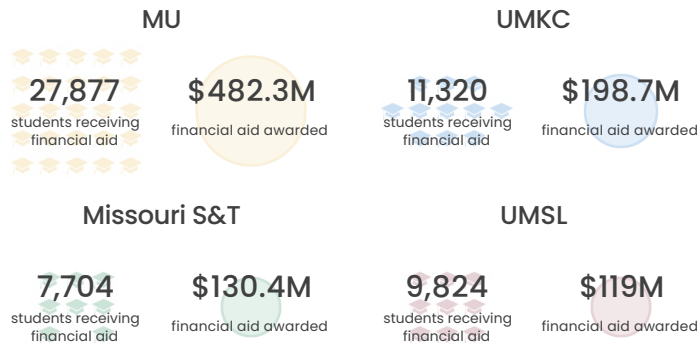 MU
27,877
students receiving
financial aid
$482.3M
financial aid awarded
UMKC
11,320
students receiving
financial aid
$198.7M
financial aid awarded
Missouri S&T
7,704
students receiving
financial aid
$130.4M
financial aid awarded
UMSL
9,824
students receiving
financial aid
$119M
financial aid awarded